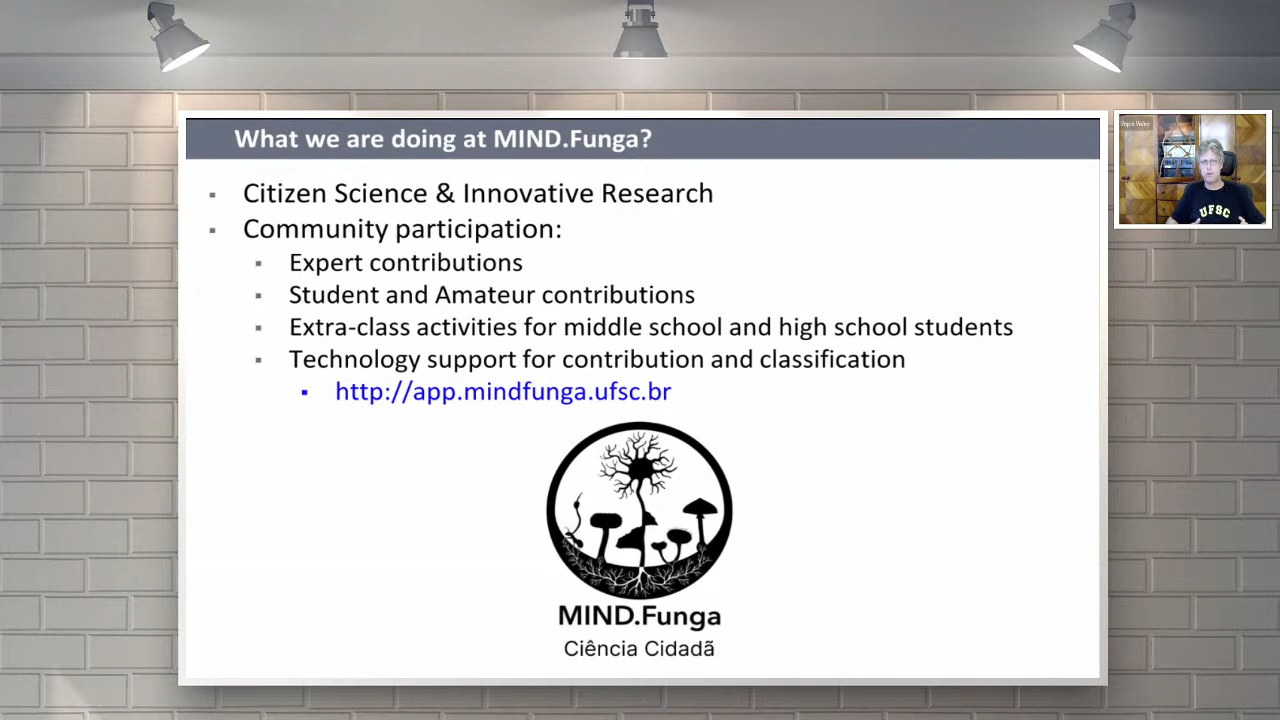 What we are doing at MIND.Funga?
Citizen Science & Innovative Research
Community participation:
Expert contributions
Student and Amateur contributions
Extra-class activities for middle school and high school students
Technology support for contribution and classification
http://app.mindfunga.ufsc.br
MIND.Funga
Ciência Cidadã
UFSC